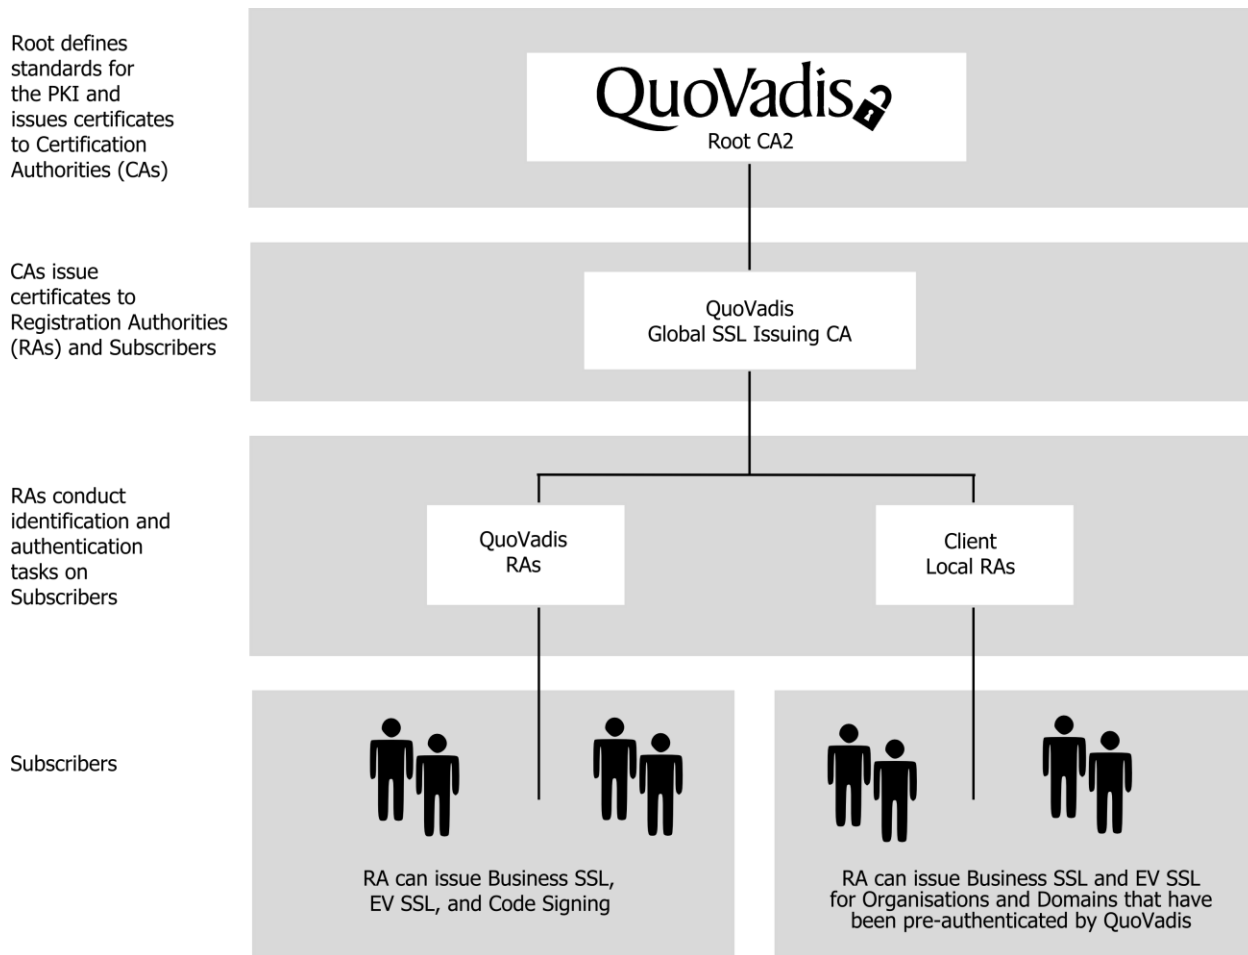 Root defines
standards for
the PKI and
issues certificates
to Certification
Authorities (CAs)
QuoVadis
Root CA2
CAs issue
certificates to
Registration Authorities
(RAs) and Subscribers
QuoVadis
Global SSL Issuing CA
RAs conduct
identification and
authentication
tasks on
Subscribers
QuoVadis
RAs
Client
Local RAs
Subscribers
RA can issue Business SSL,
EV SSL, and Code Signing
RA can issue Business SSL and EV SSL
for Organisations and Domains that have
been pre-authenticated by QuoVadis